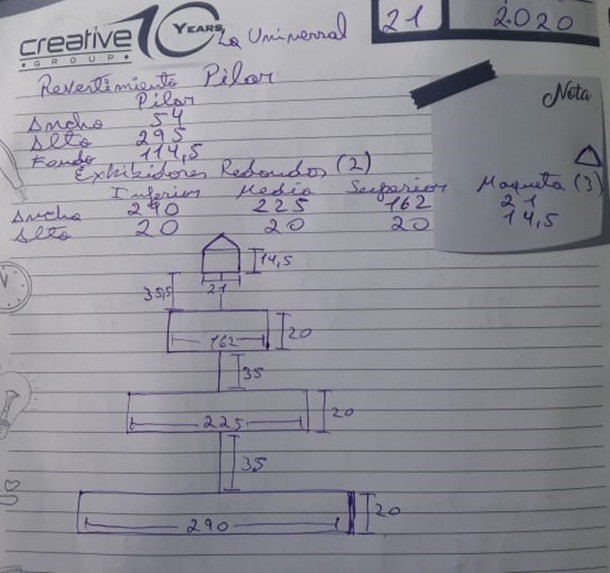 creative 10 YEARS
GROUP
La Universal
21 2020
Revertimiento Pilar
Nota
Pilar
Ancho 54
Alto 295
Fondo 114,5
Exhibidores Redondos (2)
Inferior Media Superior Maqueta (3)
Ancho 290 225 162 21
Alto 20 20 20 14,5
14,5
35,5 21
162 20
35
225 20
35
290 20